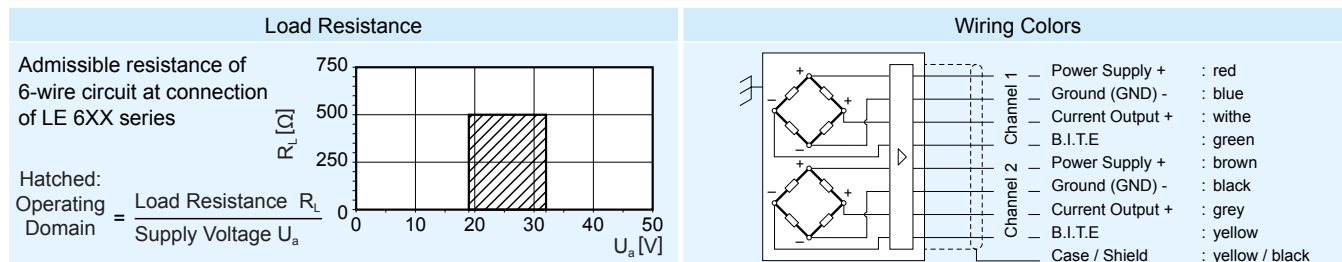 Load Resistance
Admissible resistance of
6-wire circuit at connection
of LE 6XX series
Hatched:
Operating
Domain
= Load Resistance R_L
Supply Voltage U_a
R_L [Ω]
750
500
250
0
0 10 20 30 40 50
U_a [V]
Wiring Colors
+
–
+
–
+
–
+
–
Channel 1
Power Supply + : red
Ground (GND) - : blue
Current Output + : withe
B.I.T.E : green
Channel 2
Power Supply + : brown
Ground (GND) - : black
Current Output + : grey
B.I.T.E : yellow
Case / Shield : yellow / black